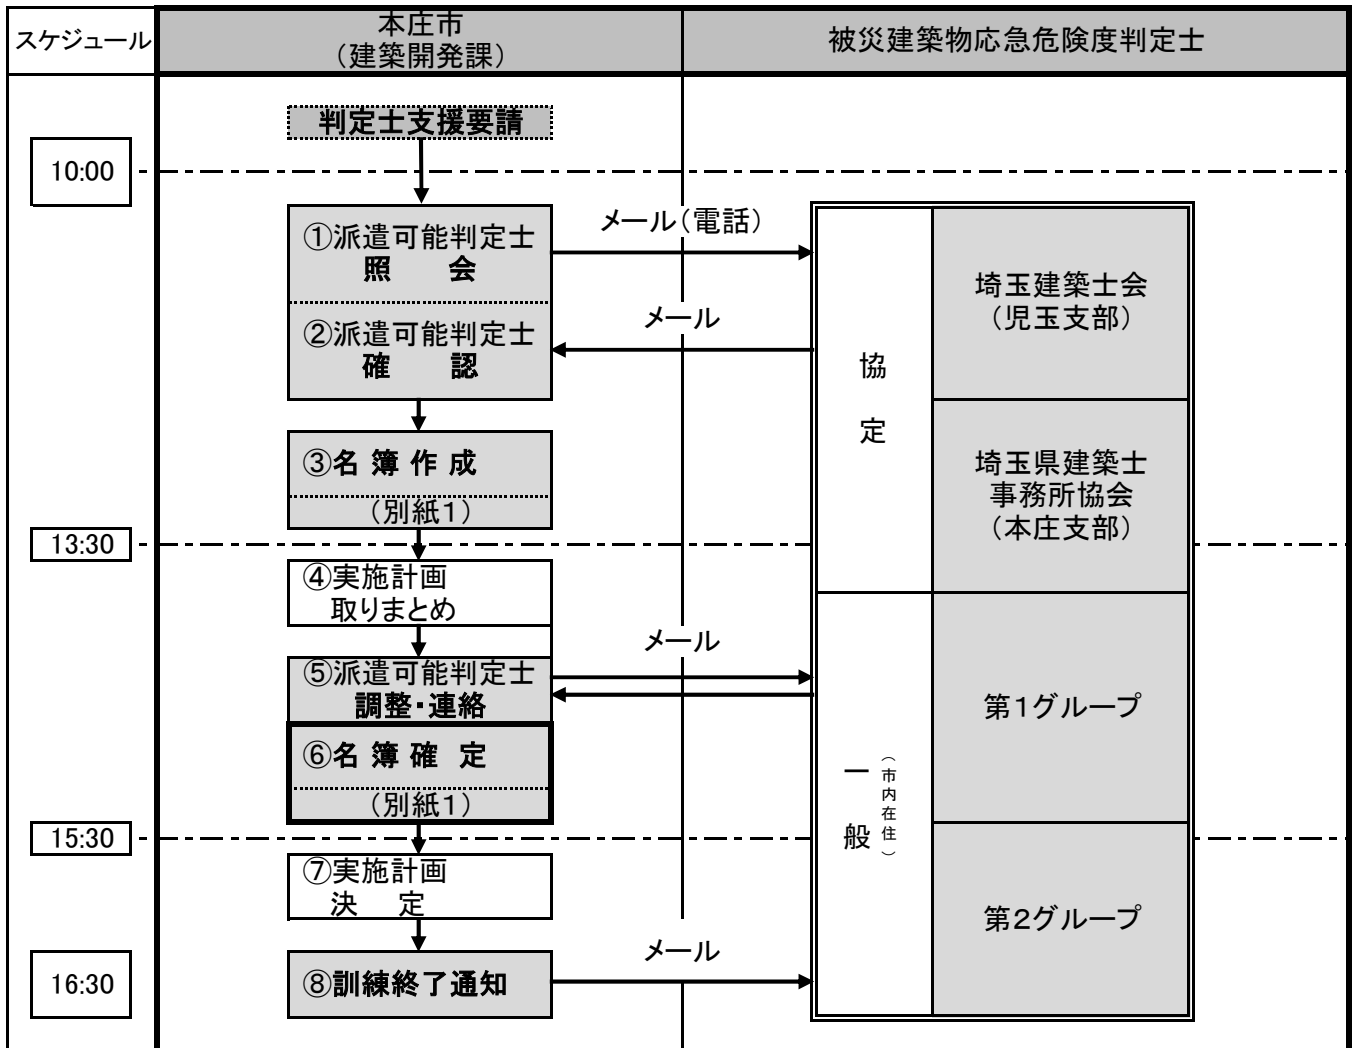 スケジュール
本庄市
（建築開発課）
被災建築物応急危険度判定士
判定士支援要請
10:00
①派遣可能判定士
照　会
メール（電話）
②派遣可能判定士
確　認
メール
③名 簿 作 成
（別紙１）
13:30
④実施計画
取りまとめ
⑤派遣可能判定士
調整・連絡
メール
⑥名 簿 確 定
（別紙１）
15:30
⑦実施計画
決　定
16:30
⑧訓練終了通知
メール
協定
埼玉建築士会
（児玉支部）
埼玉県建築士
事務所協会
（本庄支部）
一般
（市内在住）
第１グループ
第２グループ